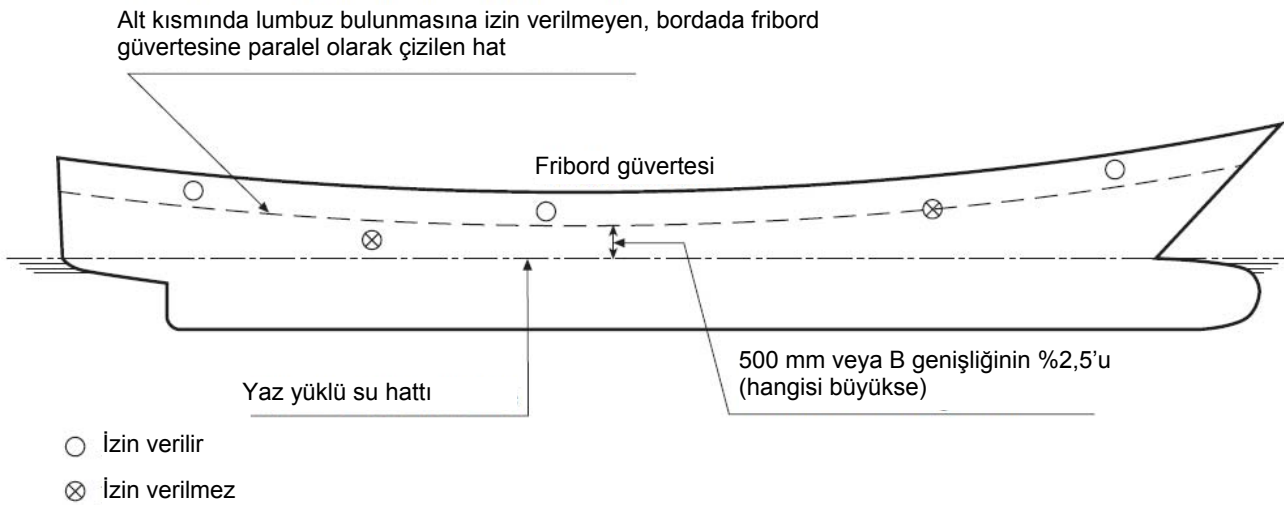 Alt kısmında lumbuz bulunmasına izin verilmeyen, bordada fribord
güvertesine paralel olarak çizilen hat
Fribord güvertesi
500 mm veya B genişliğinin %2,5’u
(hangisi büyükse)
Yaz yüklü su hattı
İzin verilir
İzin verilmez